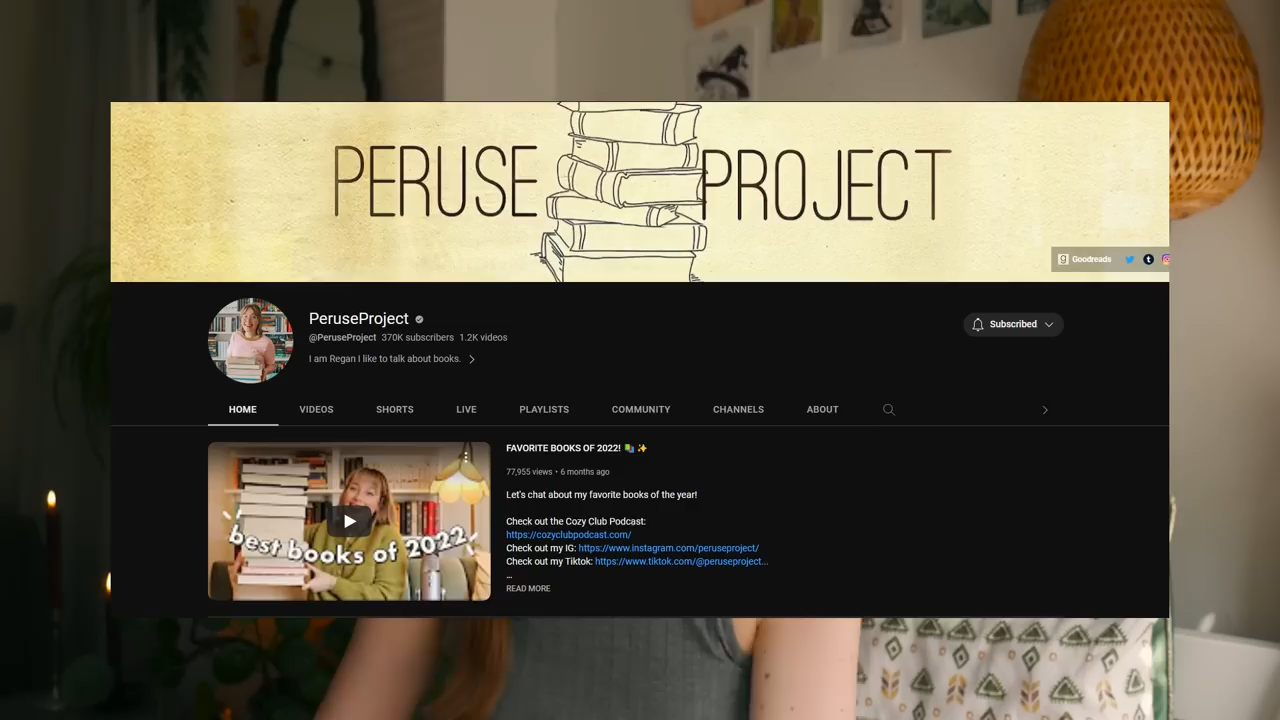 PERUSE PROJECT
Goodreads
PeruseProject
@PeruseProject 370K subscribers 1.2K videos
Subscribed
I am Regan I like to talk about books.
HOME VIDEOS SHORTS LIVE PLAYLISTS COMMUNITY CHANNELS ABOUT
best books of 2022
FAVORITE BOOKS OF 2022!
77,955 views • 6 months ago
Let's chat about my favorite books of the year!
Check out the Cozy Club Podcast:
https://cozyclubpodcast.com/
Check out my IG: https://www.instagram.com/peruseproject/
Check out my Tiktok: https://www.tiktok.com/@peruseproject...
...
READ MORE